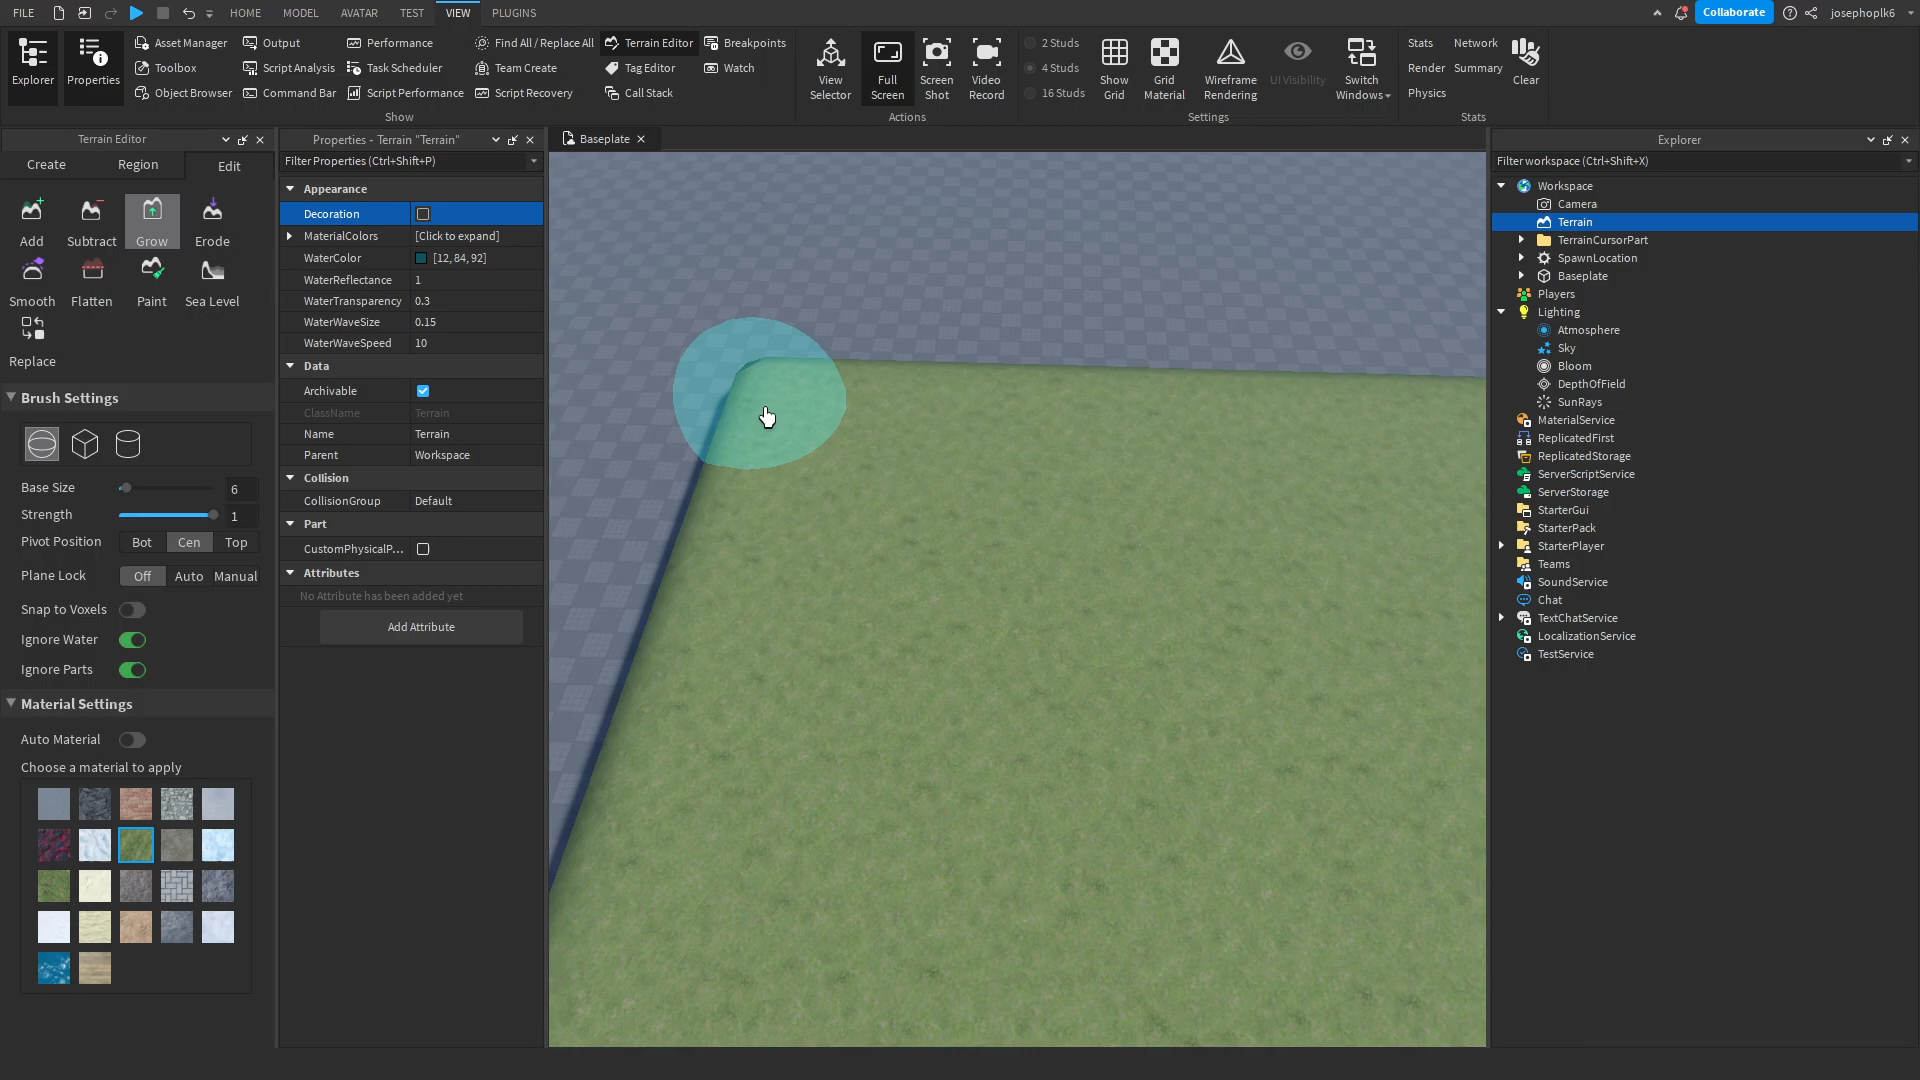 FILE HOME MODEL AVATAR TEST VIEW PLUGINS Collaborate josephoplk6
Explorer
Properties
Asset Manager Output Performance Find All / Replace All Terrain Editor Breakpoints
Toolbox Script Analysis Task Scheduler Team Create Tag Editor Watch
Object Browser Command Bar Script Performance Script Recovery Call Stack
Show
View Selector
Full Screen
Screen Shot
Video Record
Actions
2 Studs
4 Studs
16 Studs
Show Grid
Grid Material
Wireframe Rendering
UI Visibility
Switch Windows
Settings
Stats Network
Render Summary
Physics
Clear
Stats
Terrain Editor
Create Region Edit
Add Subtract Grow Erode
Smooth Flatten Paint Sea Level
Replace
Brush Settings
Base Size 6
Strength 1
Pivot Position Bot Cen Top
Plane Lock Off Auto Manual
Snap to Voxels
Ignore Water
Ignore Parts
Material Settings
Auto Material
Choose a material to apply
Properties - Terrain "Terrain"
Filter Properties (Ctrl+Shift+P)
Appearance
Decoration
MaterialColors [Click to expand]
WaterColor [12, 84, 92]
WaterReflectance 1
WaterTransparency 0.3
WaterWaveSize 0.15
WaterWaveSpeed 10
Data
Archivable
ClassName Terrain
Name Terrain
Parent Workspace
Collision
CollisionGroup Default
Part
CustomPhysicalP...
Attributes
No Attribute has been added yet
Add Attribute
Baseplate
Explorer
Filter workspace (Ctrl+Shift+X)
Workspace
Camera
Terrain
TerrainCursorPart
SpawnLocation
Baseplate
Players
Lighting
Atmosphere
Sky
Bloom
DepthOfField
SunRays
MaterialService
ReplicatedFirst
ReplicatedStorage
ServerScriptService
ServerStorage
StarterGui
StarterPack
StarterPlayer
Teams
SoundService
Chat
TextChatService
LocalizationService
TestService